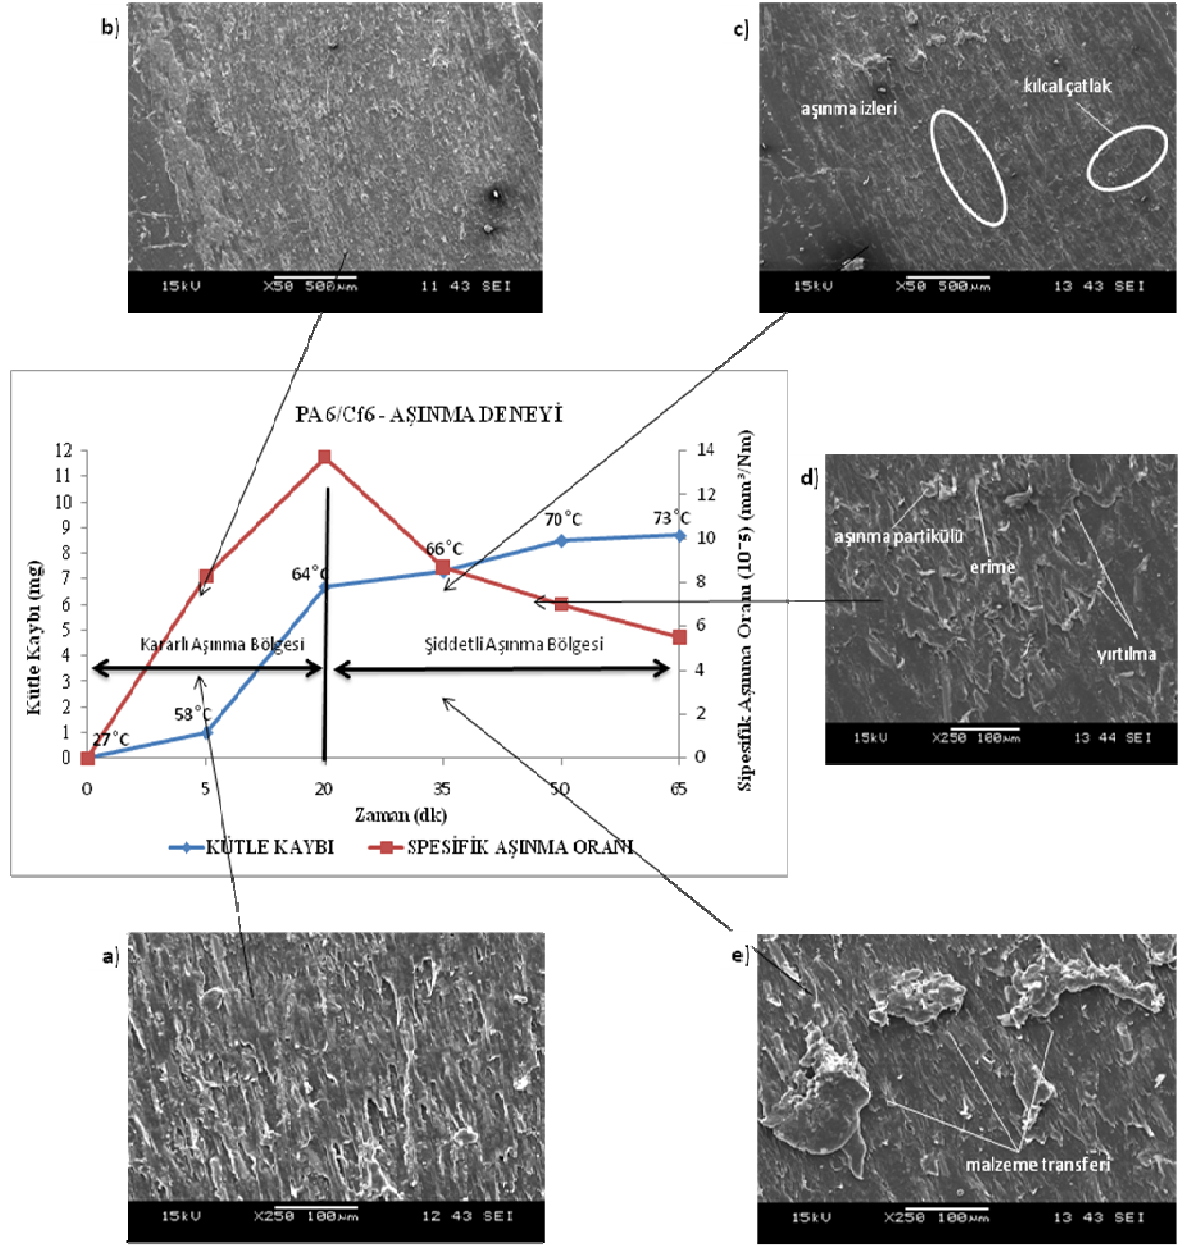 b)
15kV X50 500µm 11 43 SEI
c)
aşınma izleri
kılcal çatlak
15kV X50 500µm 13 43 SEI
PA6/Cf6 - AŞINMA DENEYİ
Kütle Kaybı (mg)
12
11
10
9
8
7
6
5
4
3
2
1
0
Sipesifik Aşınma Oranı (10⁻⁵) (mm³/Nm)
14
12
10
8
6
4
2
0
27°C
58°C
64°C
66°C
70°C
73°C
Kararlı Aşınma Bölgesi
Şiddetli Aşınma Bölgesi
0 5 20 35 50 65
Zaman (dk)
KÜTLE KAYBI
SPESİFİK AŞINMA ORANI
d)
aşınma partikülü
erime
yırtılma
15kV X250 100µm 13 44 SEI
a)
15kV X250 100µm 12 43 SEI
e)
malzeme transferi
15kV X250 100µm 13 43 SEI